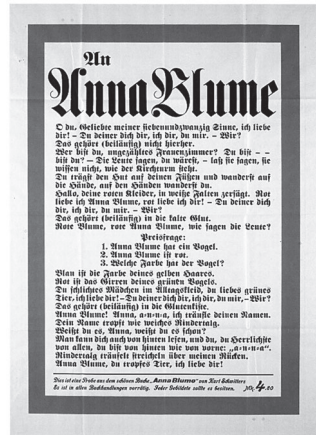 An
Anna Blume
O du, Geliebte meiner siebenundzwanzig Sinne, ich liebe
dir! – Du deiner dich dir, ich dir, du mir. – Wir?
Das gehört (beiläufig) nicht hierher.
Wer bist du, ungezähltes Frauenzimmer? Du bist – –
bist du? – Die Leute sagen, du wärest, – laß sie sagen, sie
wissen nicht, wie der Kirchturm steht.
Du trägst den Hut auf deinen Füßen und wanderst auf
die Hände, auf den Händen wanderst du.
Hallo, deine roten Kleider, in weiße Falten zersägt. Rot
liebe ich Anna Blume, rot liebe ich dir! – Du deiner dich
dir, ich dir, du mir. – Wir?
Das gehört (beiläufig) in die kalte Glut.
Rote Blume, rote Anna Blume, wie sagen die Leute?
Preisfrage:
1. Anna Blume hat ein Vogel.
2. Anna Blume ist rot.
3. Welche Farbe hat der Vogel?
Blau ist die Farbe deines gelben Haares.
Rot ist das Girren deines grünen Vogels.
Du schlichtes Mädchen im Alltagskleid, du liebes grünes
Tier, ich liebe dir! – Du deiner dich dir, ich dir, du mir, – Wir?
Das gehört (beiläufig) in die Glutenkiste.
Anna Blume! Anna, a-n-n-a, ich träufle deinen Namen.
Dein Name tropft wie weiches Rindertalg.
Weißt du es, Anna, weißt du es schon?
Man kann dich auch von hinten lesen, und du, du Herrlichste
von allen, du bist von hinten wie von vorne: „a-n-n-a".
Rindertalg träufelt streicheln über meinen Rücken.
Anna Blume, du tropfes Tier, ich liebe dir!
Dies ist eine Probe aus dem schönen Buche „Anna Blume" von Kurt Schwitters
Es ist in allen Buchhandlungen vorrätig. Jeder Gebildete sollte es besitzen. Mk. 4.80